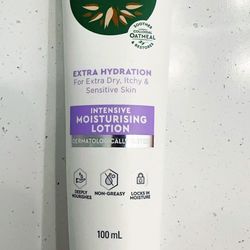 SOOTHES
COLLOIDAL
OATMEAL
& RESTORES
EXTRA HYDRATION
For Extra Dry, Itchy &
Sensitive Skin
INTENSIVE
MOISTURISING
LOTION
DERMATOLOGICALLY
DEEPLY
NOURISHES
NON-GREASY
LOCKS IN
MOISTURE
100 mL